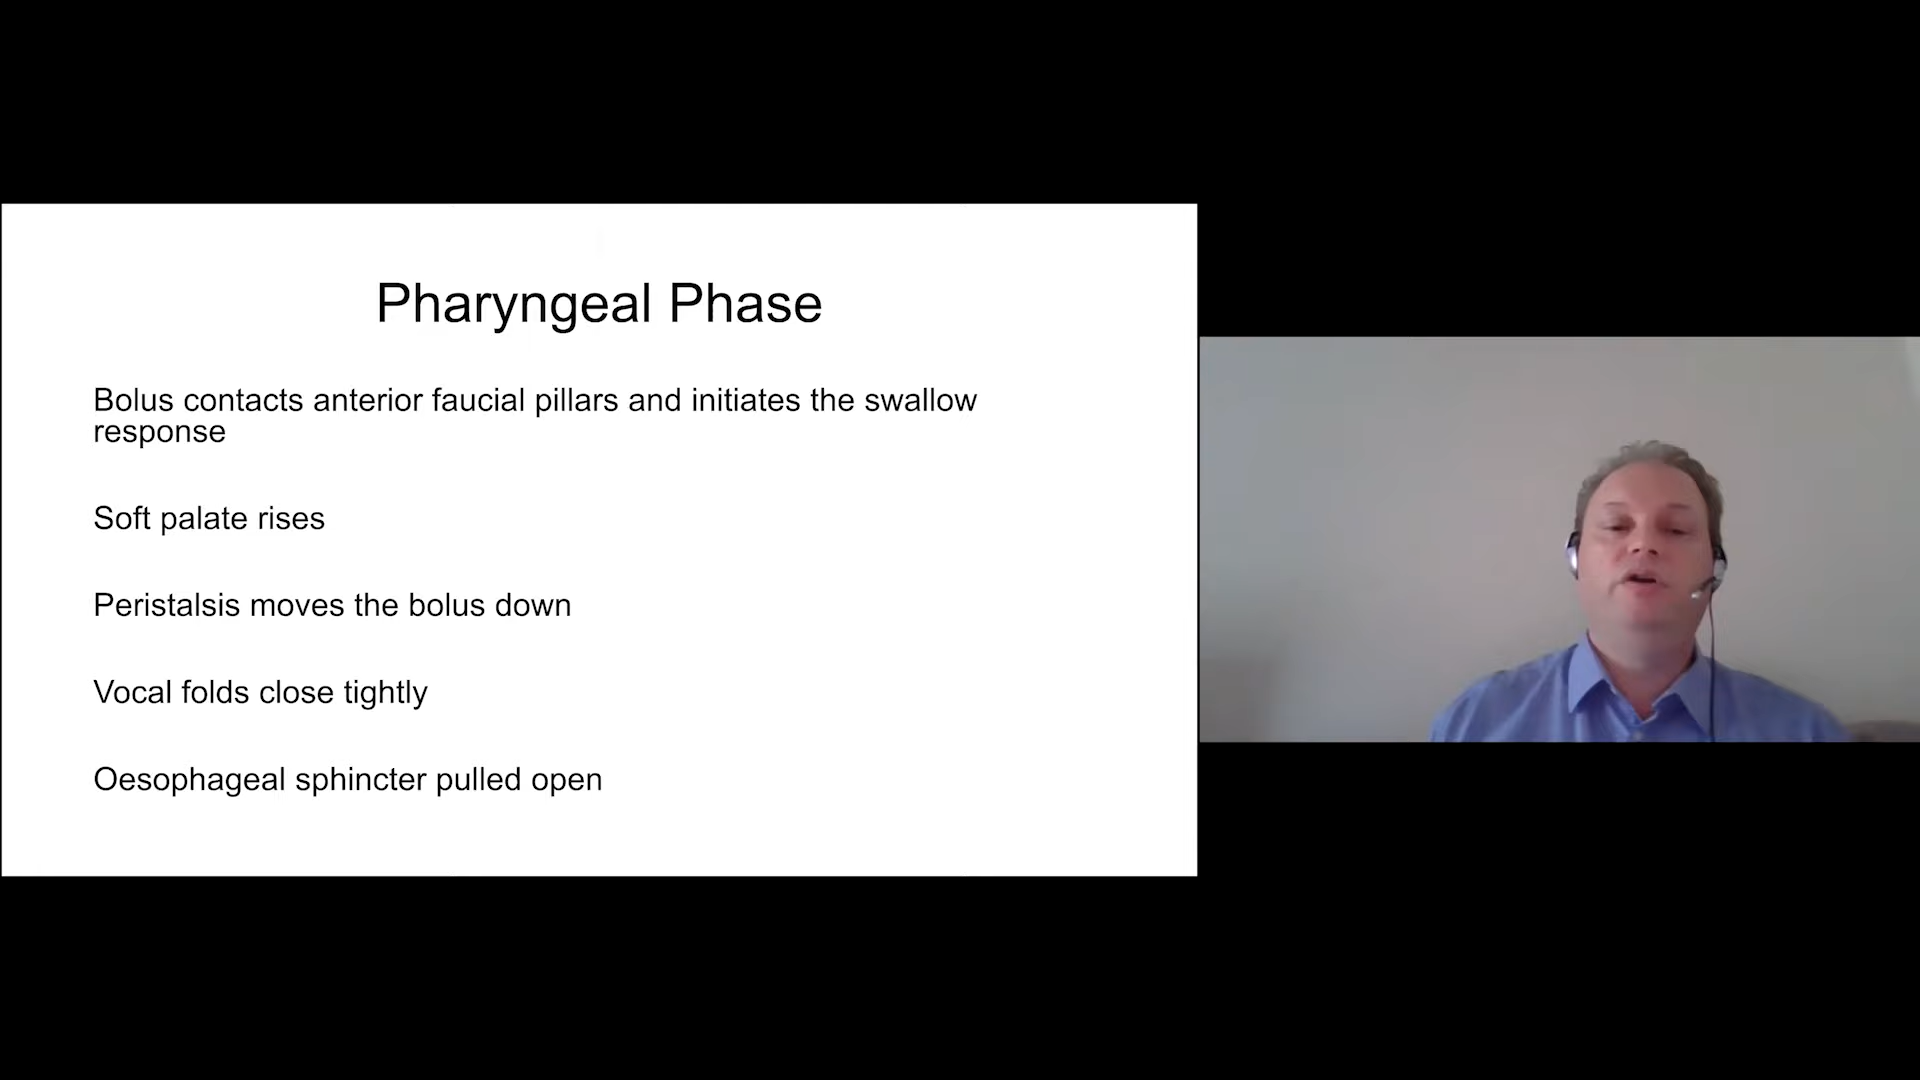 Pharyngeal Phase
Bolus contacts anterior faucial pillars and initiates the swallow
response
Soft palate rises
Peristalsis moves the bolus down
Vocal folds close tightly
Oesophageal sphincter pulled open